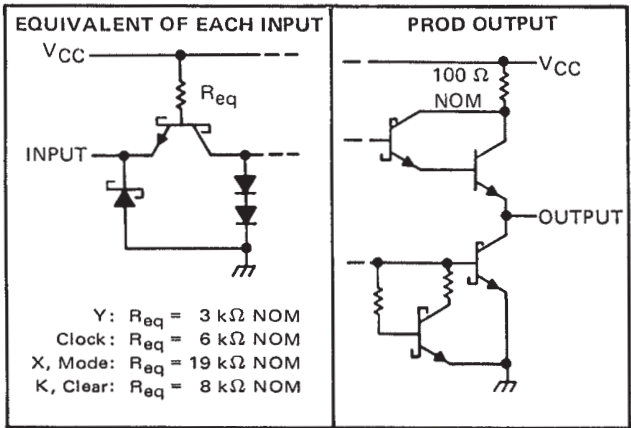 EQUIVALENT OF EACH INPUT
VCC
Req
INPUT
Y: Req = 3 kΩ NOM
Clock: Req = 6 kΩ NOM
X, Mode: Req = 19 kΩ NOM
K, Clear: Req = 8 kΩ NOM
PROD OUTPUT
VCC
100 Ω
NOM
OUTPUT